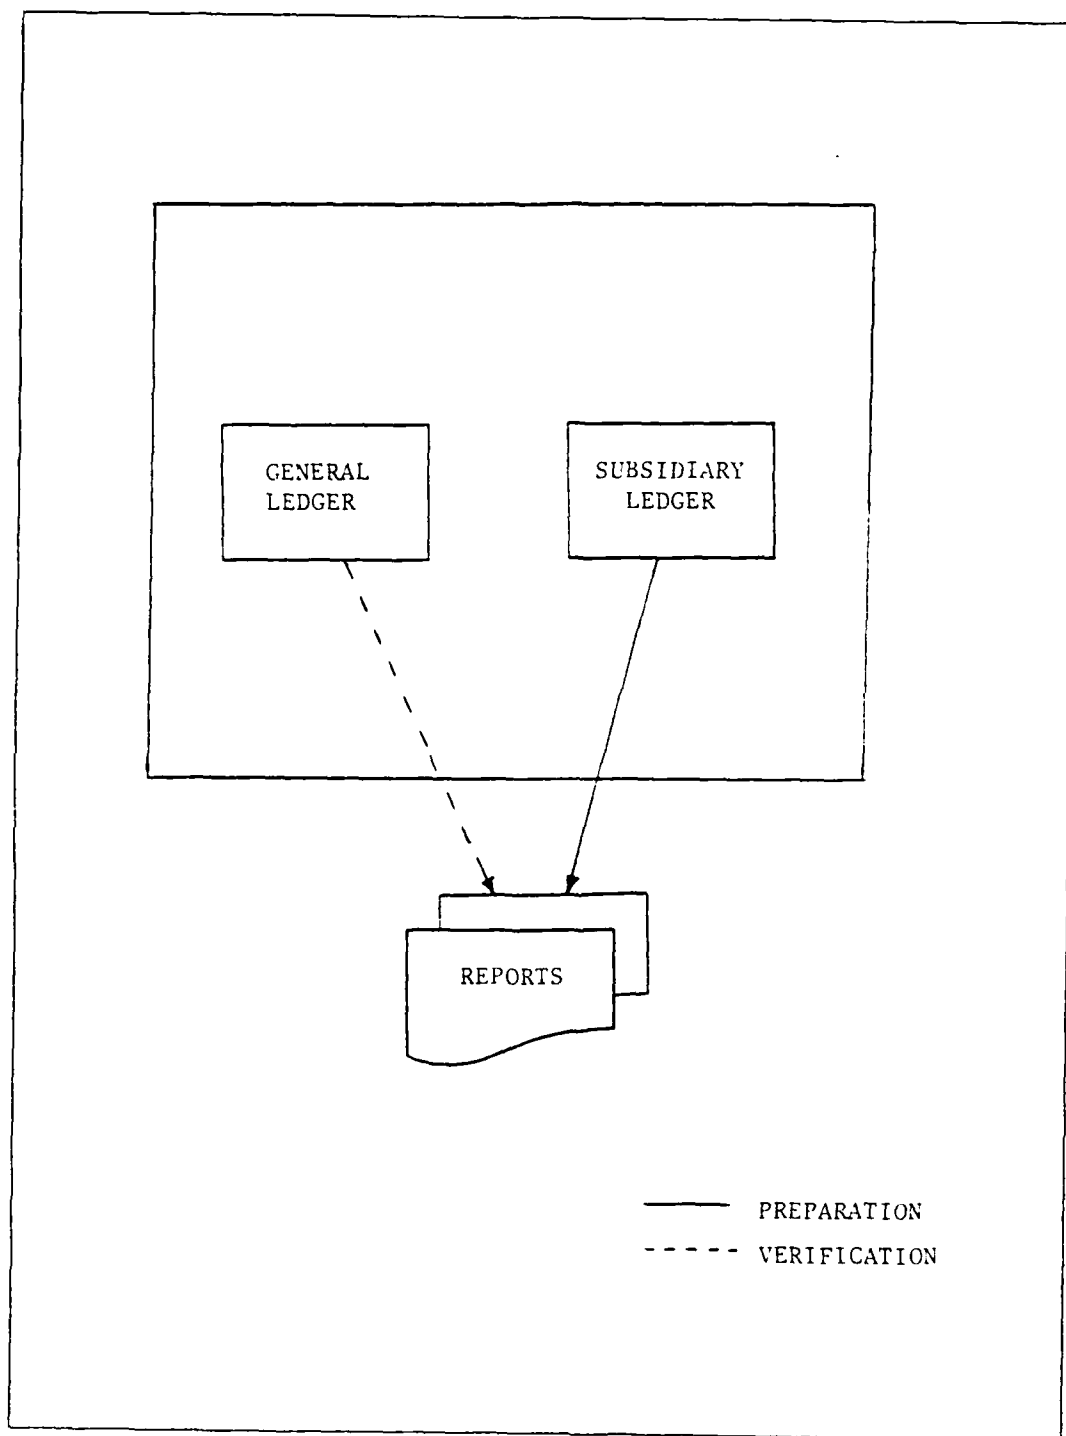 GENERAL
LEDGER
SUBSIDIARY
LEDGER
REPORTS
PREPARATION
VERIFICATION